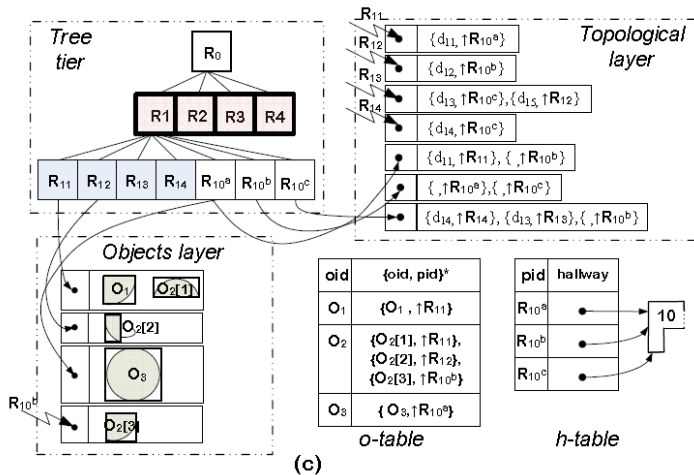 Tree
tier
R0
R1 R2 R3 R4
R11 R12 R13 R14 R10a R10b R10c
R11
R12
R13
R14
Topological
layer
{d11, ↑R10a}
{d12, ↑R10b}
{d13, ↑R10c},{d15, ↑R12}
{d14, ↑R10c}
{d11, ↑R11}, { ,↑R10b}
{ ,↑R10a},{ ,↑R10c}
{d14, ↑R14}, {d13, ↑R13},{ ,↑R10b}
Objects layer
O1 O2[1]
O2[2]
O3
R10b
O2[3]
oid {oid, pid}*
O1 {O1 , ↑R11}
O2 {O2[1], ↑R11},
{O2[2], ↑R12},
{O2[3], ↑R10b}
O3 { O3,↑R10a}
o-table
pid hallway
R10a
R10b
R10c
10
h-table
(c)